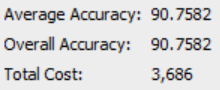 Average Accuracy: 90.7582
Overall Accuracy: 90.7582
Total Cost: 3,686